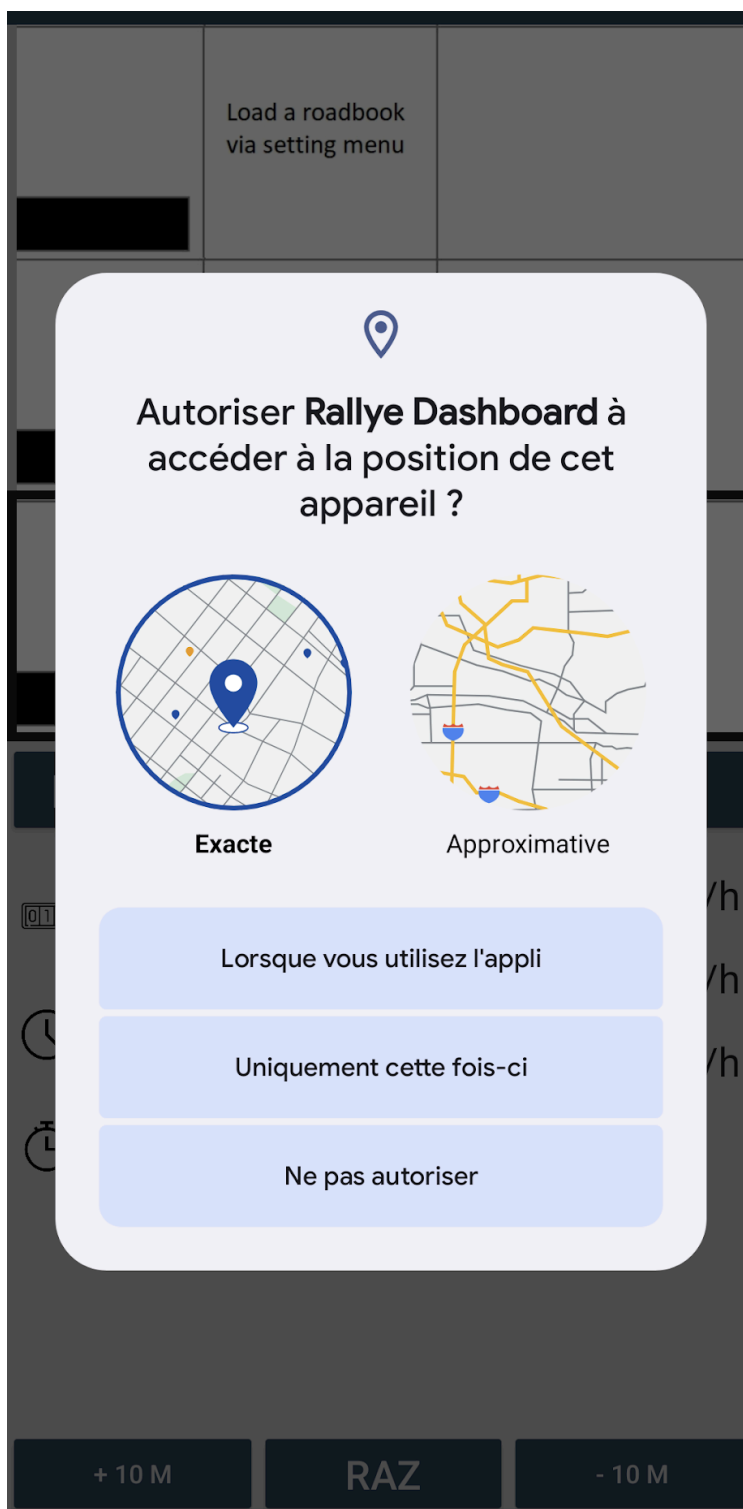 Load a roadbook
via setting menu
Autoriser Rallye Dashboard à
accéder à la position de cet
appareil ?
Exacte
Approximative
/h
Lorsque vous utilisez l'appli
/h
Uniquement cette fois-ci
/h
Ne pas autoriser
+ 10 M
RAZ
- 10 M